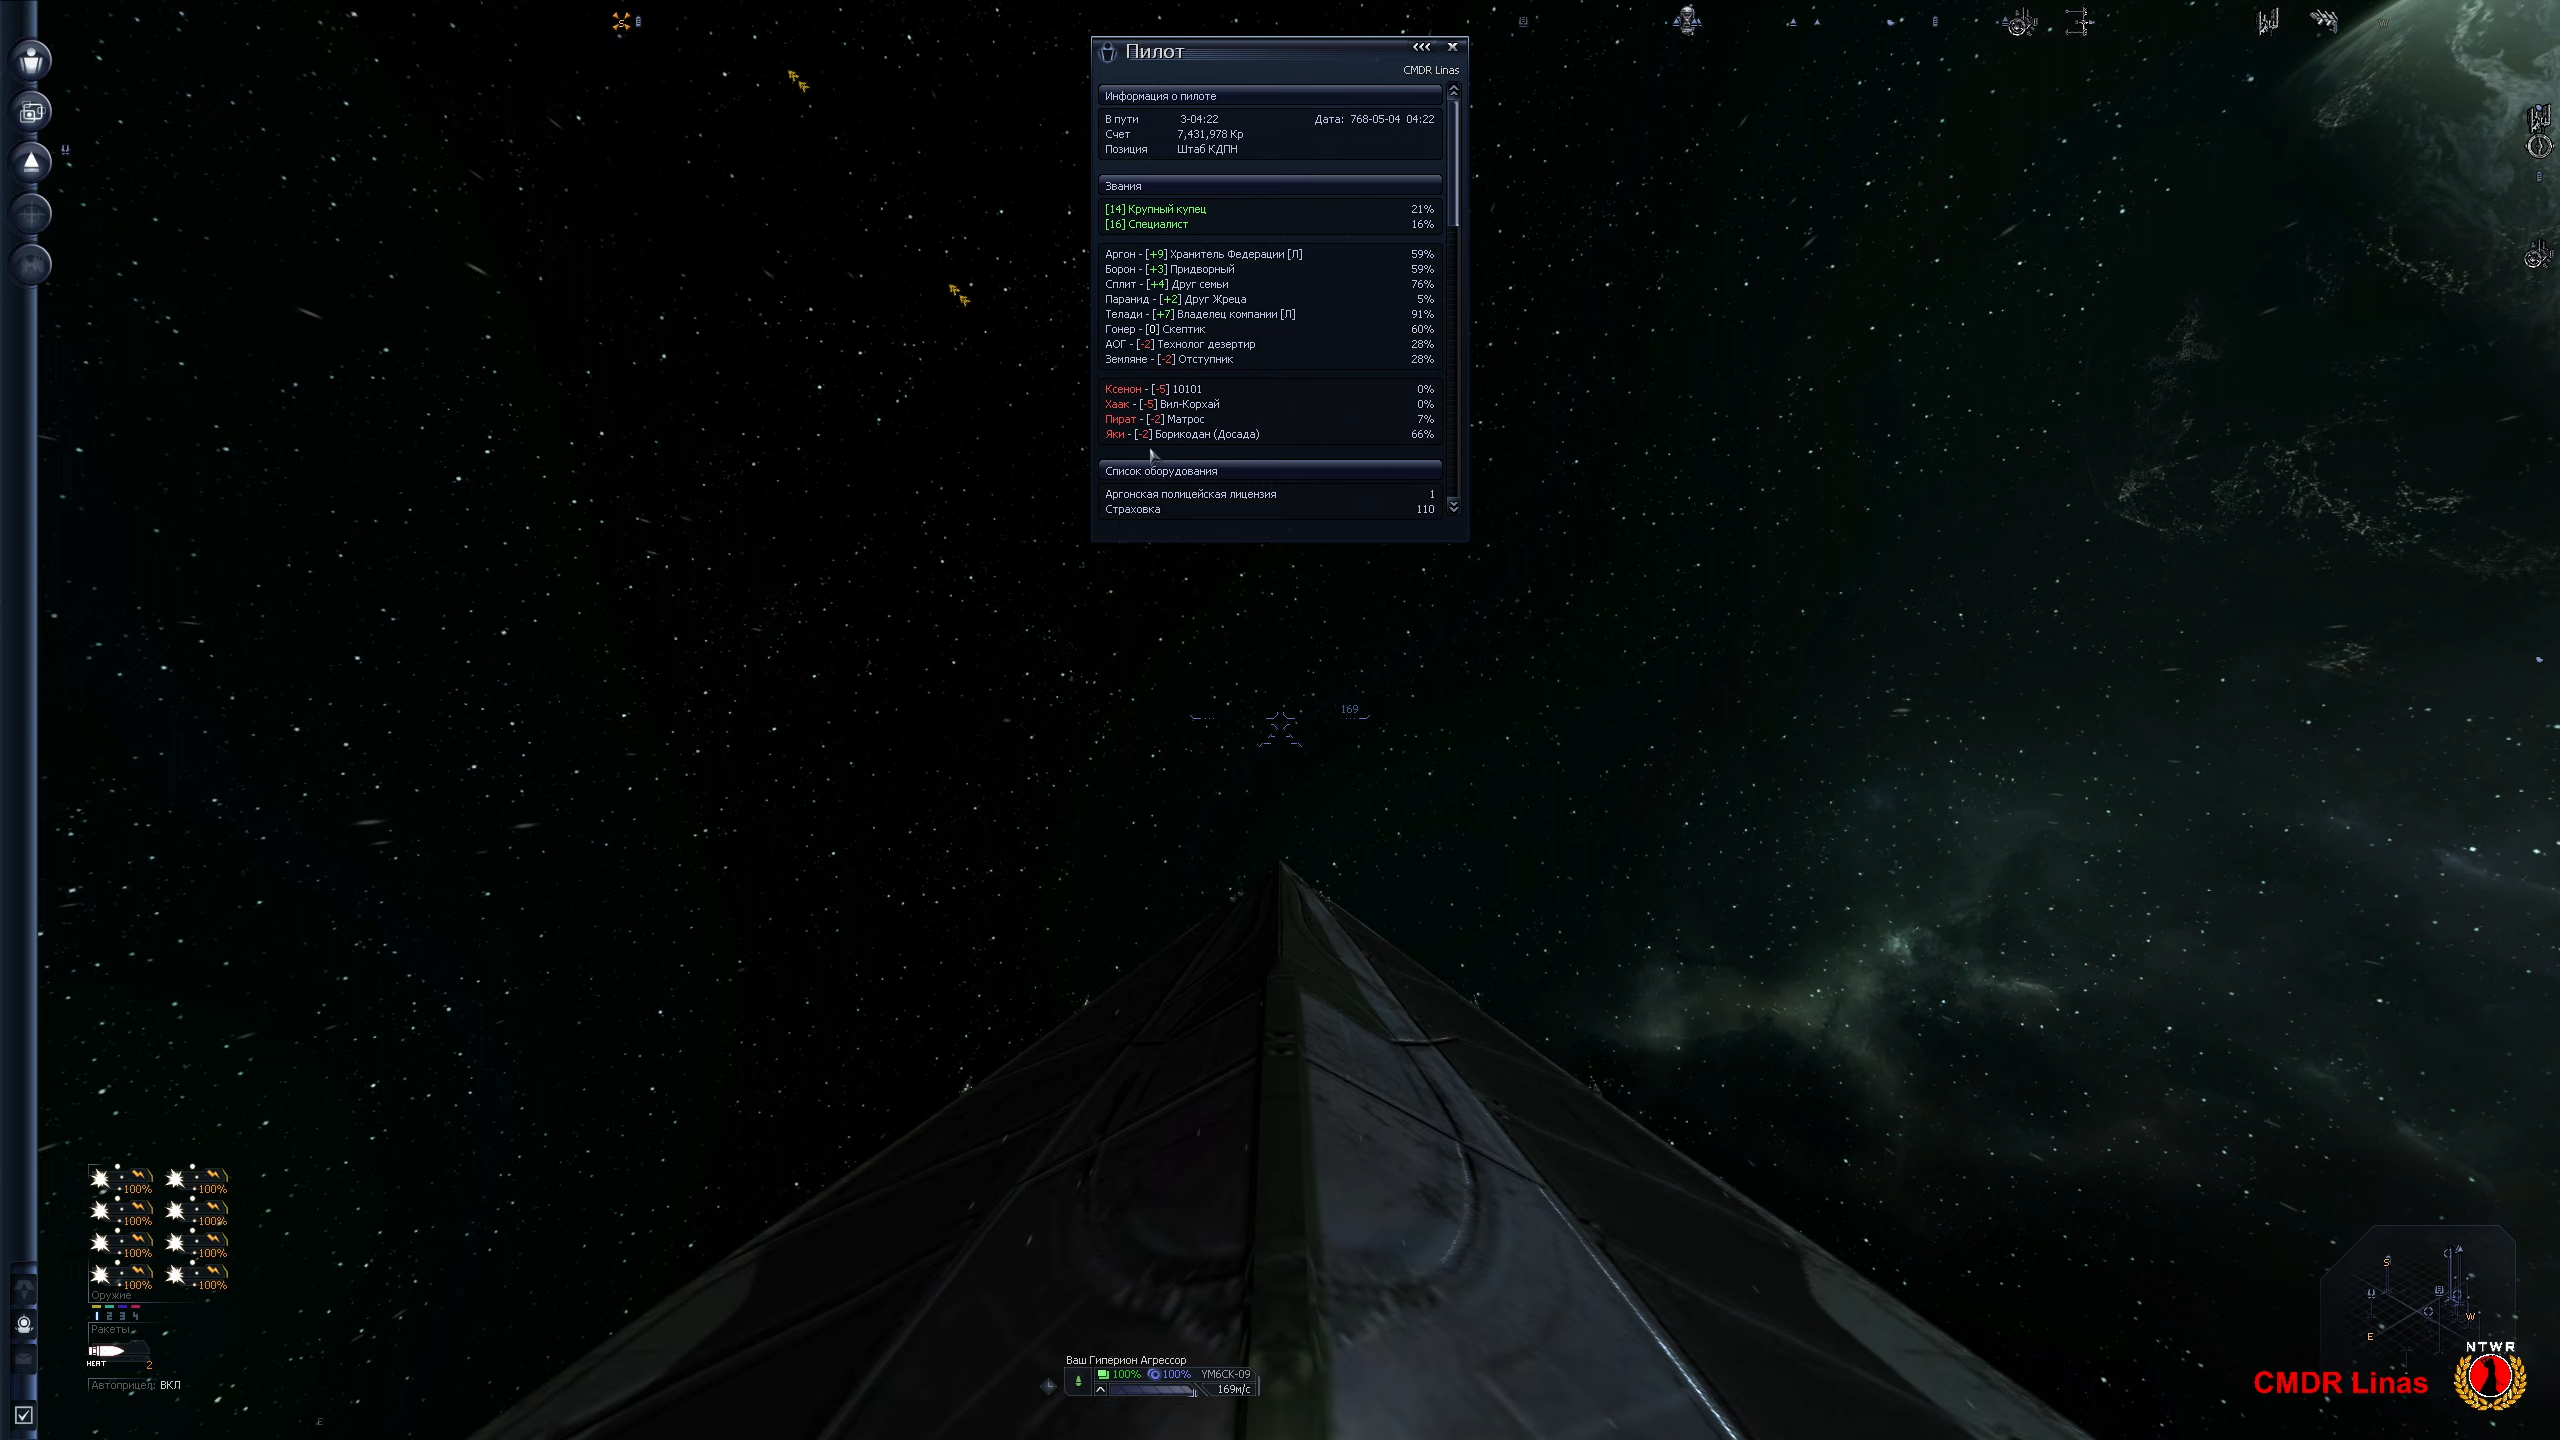 Пилот
CMDR Linas
Информация о пилоте
В пути 3-04:22 Дата: 768-05-04 04:22
Счет 7,431,978 Кр
Позиция Штаб КДПН
Звания
[14] Крупный купец 21%
[16] Специалист 16%
Аргон - [+9] Хранитель Федерации [Л] 59%
Борон - [+3] Придворный 59%
Сплит - [+4] Друг семьи 76%
Паранид - [+2] Друг Жреца 5%
Телади - [+7] Владелец компании [Л] 91%
Гонер - [0] Скептик 60%
АОГ - [-2] Технолог дезертир 28%
Земляне - [-2] Отступник 28%
Ксенон - [-5] 10101 0%
Хаак - [-5] Вил-Корхай 0%
Пират - [-2] Матрос 7%
Яки - [-2] Борикодан (Досада) 66%
Список оборудования
Аргонская полицейская лицензия 1
Страховка 110
S
W
169
100% 100%
100% 100%
100% 100%
100% 100%
Оружие
1 2 3 4
Ракеты
HEAT 2
Автоприцел: ВКЛ
E
Ваш Гиперион Агрессор
100% 100% YM6CK-09
169м/с
S
W
E
NTWR
CMDR Linas